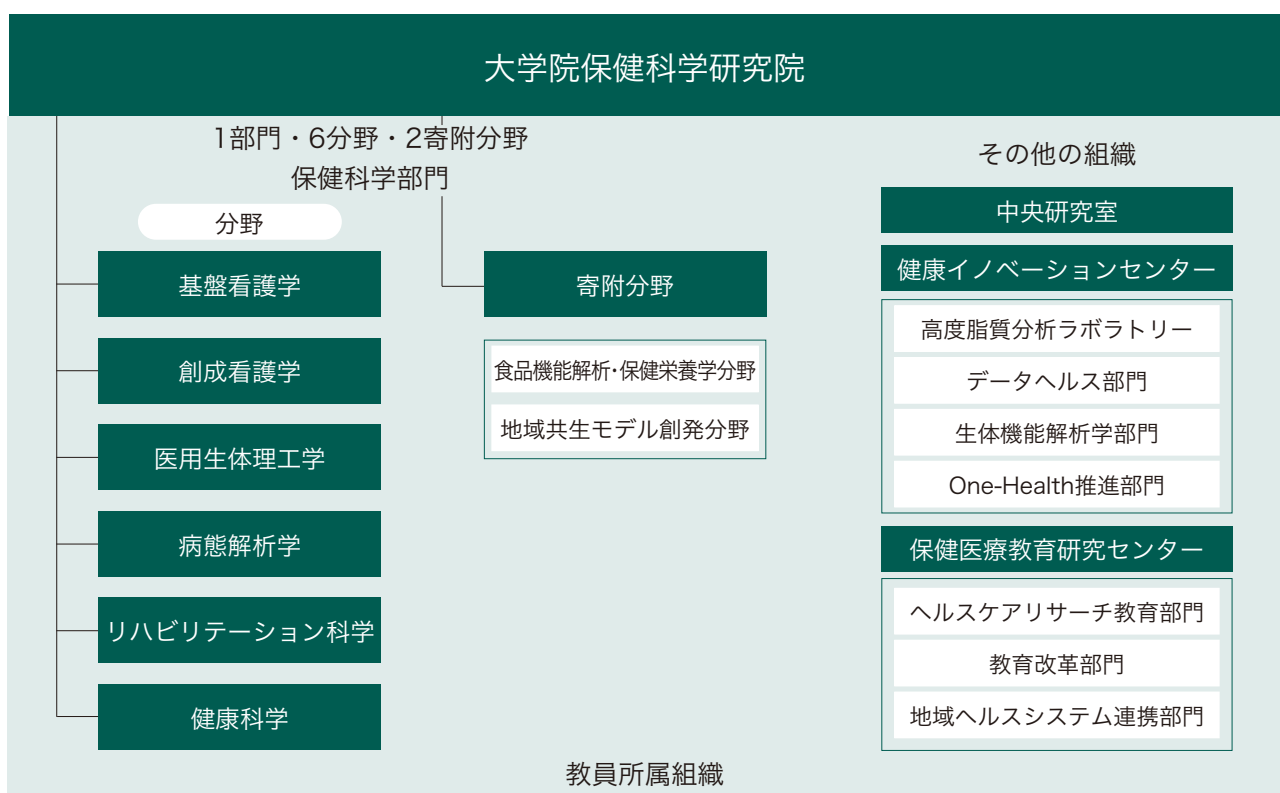 大学院保健科学研究院
1部門・6分野・2寄附分野
保健科学部門
分野
基盤看護学
創成看護学
医用生体理工学
病態解析学
リハビリテーション科学
健康科学
寄附分野
食品機能解析・保健栄養学分野
地域共生モデル創発分野
その他の組織
中央研究室
健康イノベーションセンター
高度脂質分析ラボラトリー
データヘルス部門
生体機能解析学部門
One-Health推進部門
保健医療教育研究センター
ヘルスケアリサーチ教育部門
教育改革部門
地域ヘルスシステム連携部門
教員所属組織